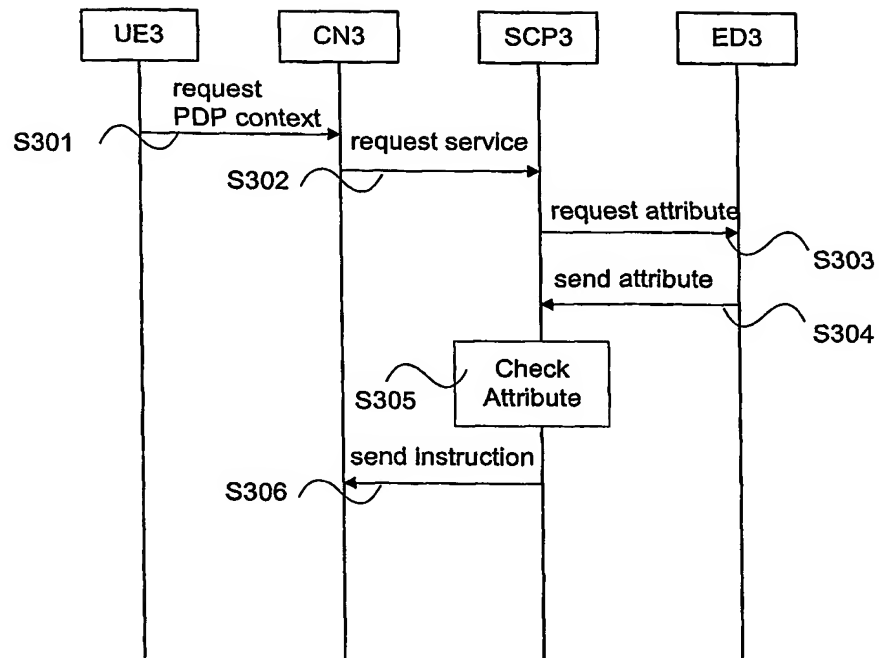 UE3
CN3
SCP3
ED3
request
PDP context
S301
request service
S302
request attribute
S303
send attribute
S304
Check
Attribute
S305
send instruction
S306